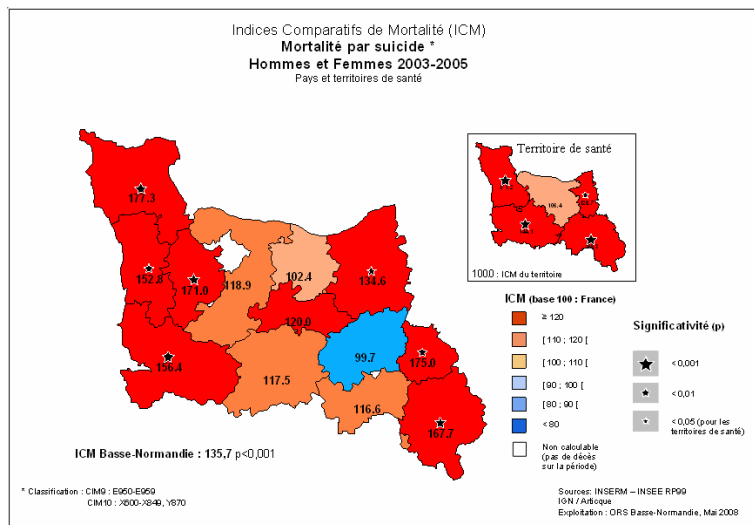 Indices Comparatifs de Mortalité (ICM)
Mortalité par suicide *
Hommes et Femmes 2003-2005
Pays et territoires de santé
Territoire de santé
106.4
100.0 : ICM du territoire
177.3
152.8
171.0
118.9
102.4
134.6
120.0
156.4
99.7
175.0
117.5
116.6
167.7
ICM (base 100 : France)
≥ 120
[ 110 ; 120 [
[ 100 ; 110 [
[ 90 ; 100 [
[ 80 ; 90 [
< 80
Non calculable
(pas de décès
sur la période)
Significativité (p)
<0,001
<0,01
<0,05 (pour les
territoires de santé)
ICM Basse-Normandie : 135,7 p<0,001
* Classification : CIM9 : E950-E959
CIM10 : X600-X849, Y870
Sources: INSERM – INSEE RP99
IGN / Articque
Exploitation : ORS Basse-Normandie, Mai 2008